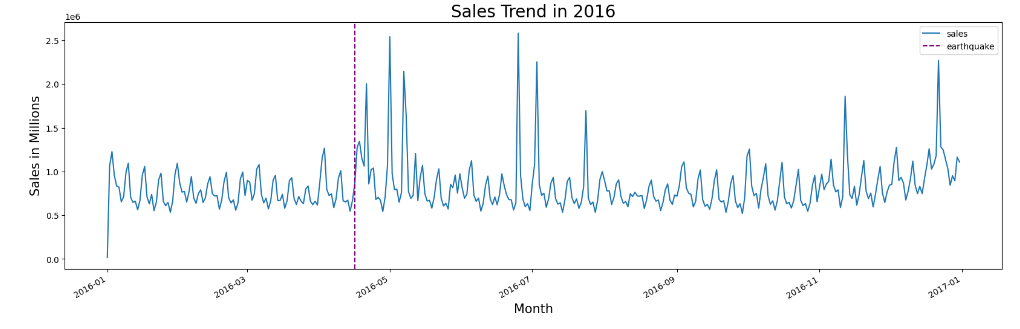 Sales Trend in 2016
1e6
sales
earthquake
2.5
2.0
1.5
1.0
0.5
0.0
Sales in Millions
2016-01
2016-03
2016-05
2016-07
2016-09
2016-11
2017-01
Month